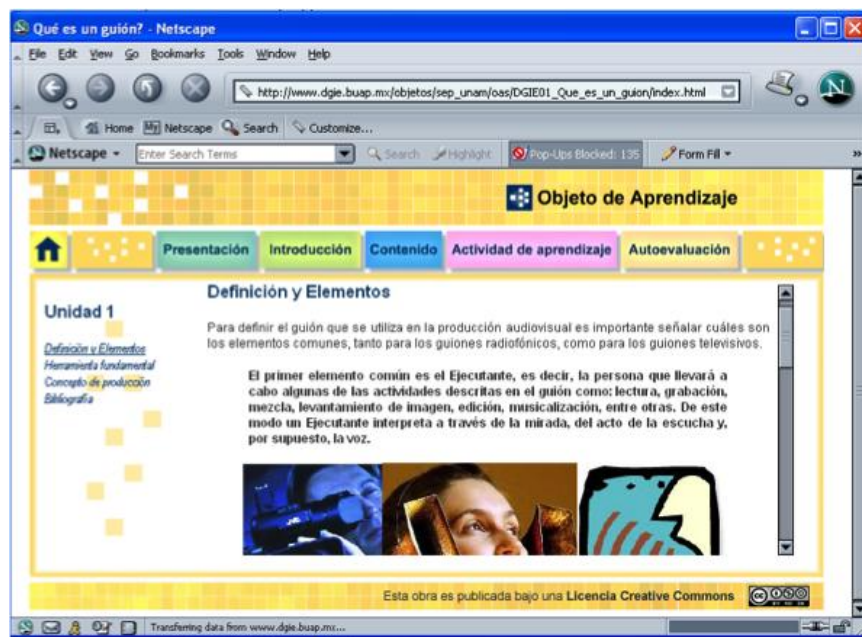 Qué es un guión? - Netscape
File Edit View Go Bookmarks Tools Window Help
http://www.dgie.buap.mx/objetos/sep_unam/oas/DGIE01_Que_es_un_guion/index.html
Home Netscape Search Customize...
Netscape Enter Search Terms Search Highlight Pop-Ups Blocked: 135 Form Fill
Objeto de Aprendizaje
Presentación Introducción Contenido Actividad de aprendizaje Autoevaluación
Unidad 1
Definición y Elementos
Herramienta fundamental
Concepto de producción
Bibliografía
Definición y Elementos
Para definir el guión que se utiliza en la producción audiovisual es importante señalar cuáles son
los elementos comunes, tanto para los guiones radiofónicos, como para los guiones televisivos.
El primer elemento común es el Ejecutante, es decir, la persona que llevará a
cabo algunas de las actividades descritas en el guión como: lectura, grabación,
mezcla, levantamiento de imagen, edición, musicalización, entre otras. De este
modo un Ejecutante interpreta a través de la mirada, del acto de la escucha y,
por supuesto, la voz.
JVC
Esta obra es publicada bajo una Licencia Creative Commons
Transferring data from www.dgie.buap.mx...